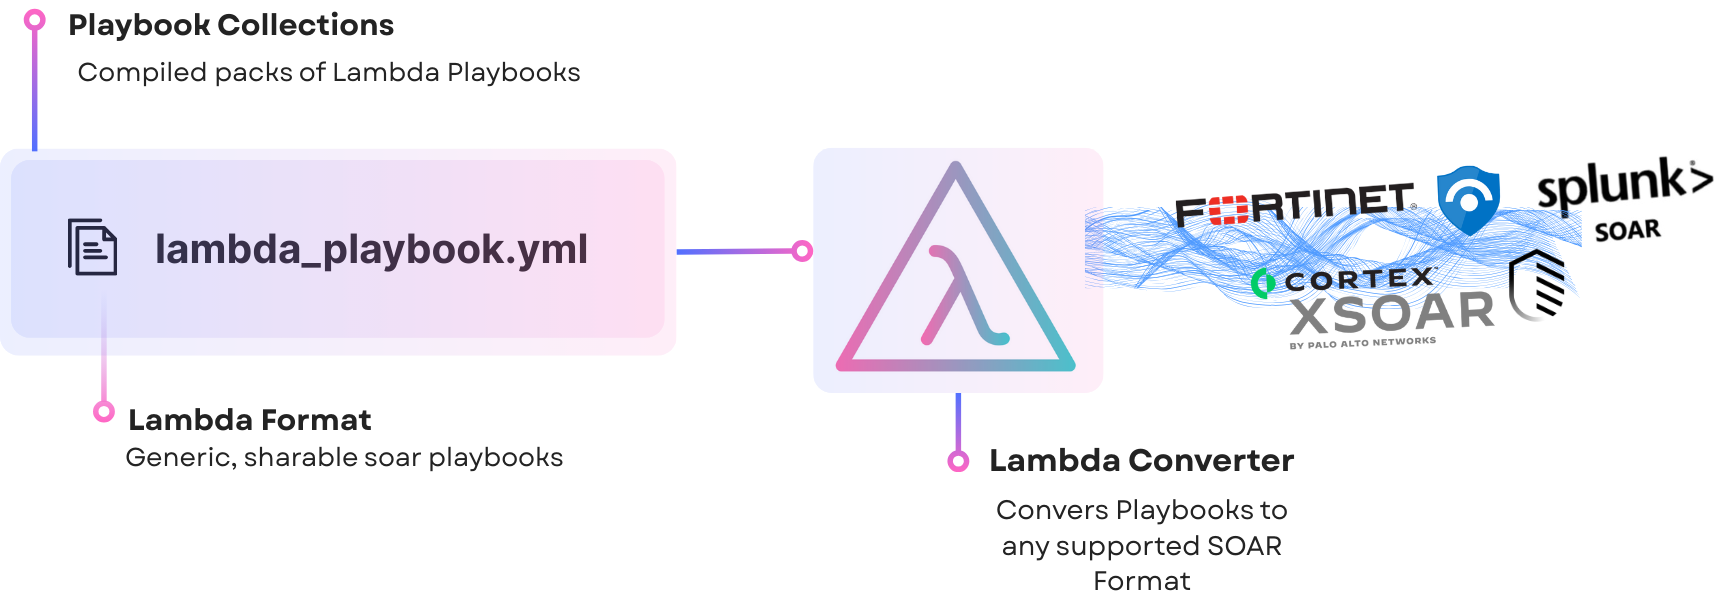 Playbook Collections
Compiled packs of Lambda Playbooks
lambda_playbook.yml
Lambda Format
Generic, sharable soar playbooks
λ
FORTINET®
splunk>
SOAR
CORTEX™
XSOAR
BY PALO ALTO NETWORKS
Lambda Converter
Convers Playbooks to
any supported SOAR
Format